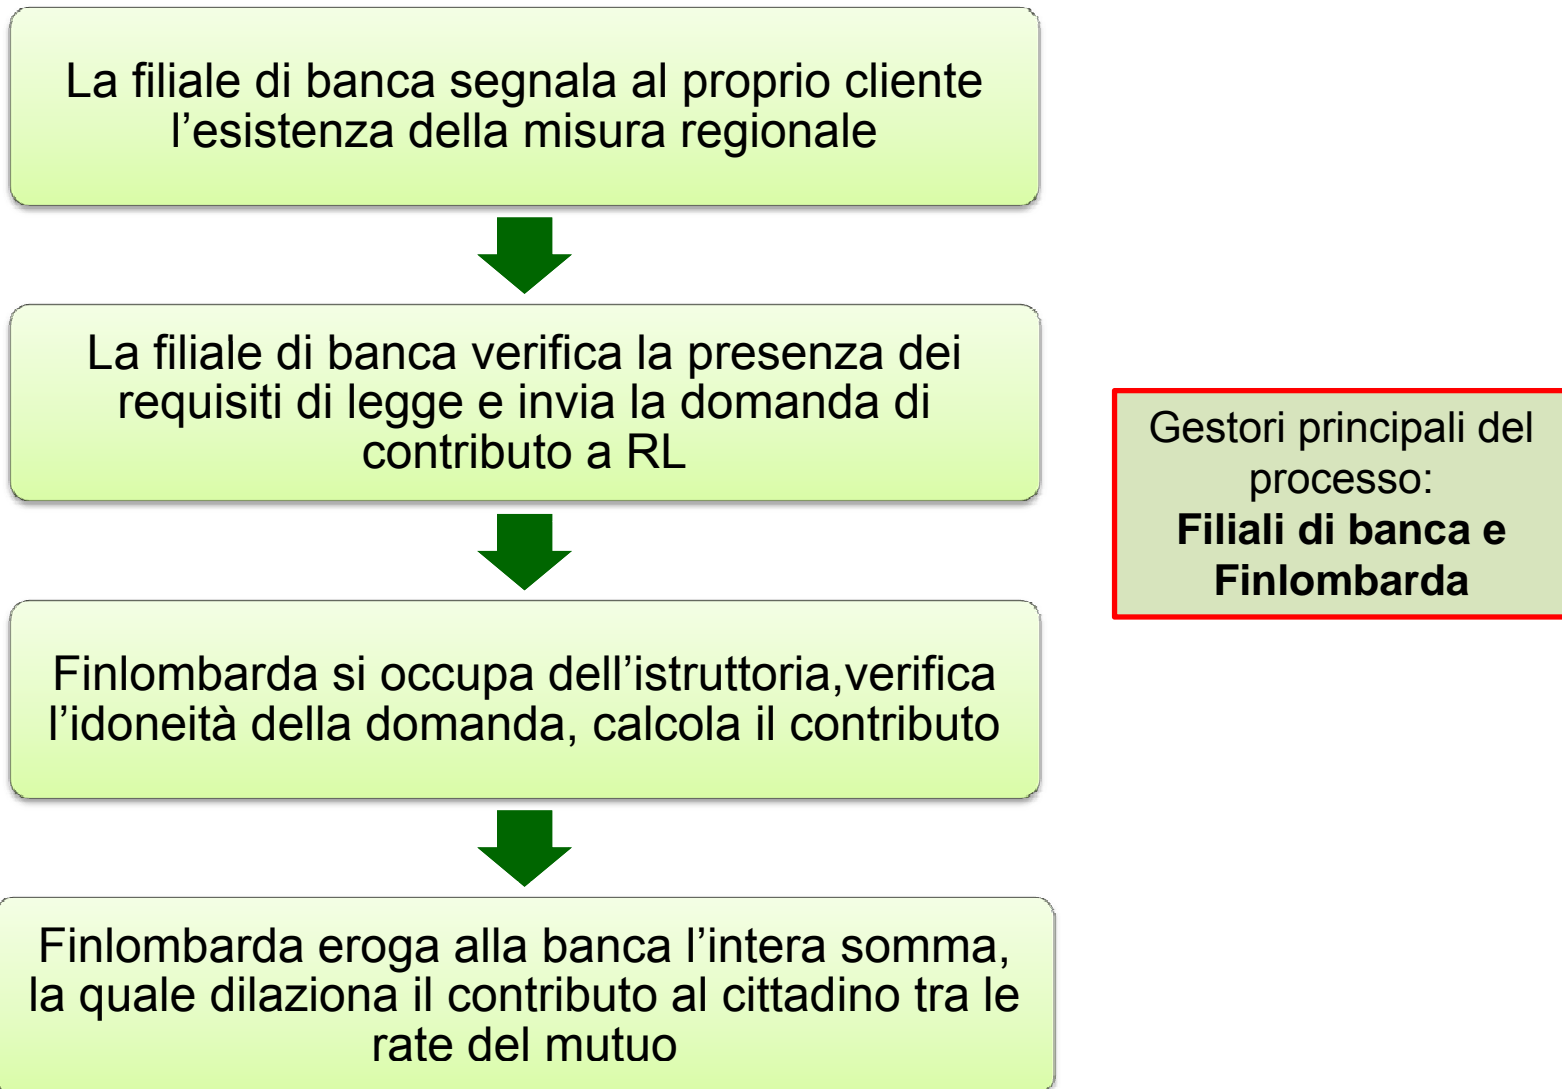 La filiale di banca segnala al proprio cliente
l’esistenza della misura regionale
La filiale di banca verifica la presenza dei
requisiti di legge e invia la domanda di
contributo a RL
Finlombarda si occupa dell’istruttoria,verifica
l’idoneità della domanda, calcola il contributo
Finlombarda eroga alla banca l’intera somma,
la quale dilaziona il contributo al cittadino tra le
rate del mutuo
Gestori principali del
processo:
Filiali di banca e
Finlombarda